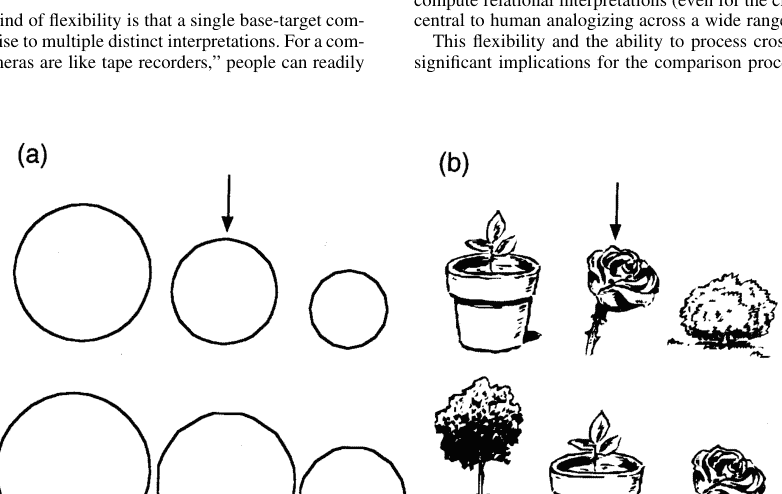 ind of flexibility is that a single base-target com-
ise to multiple distinct interpretations. For a com-
neras are like tape recorders,” people can readily
compute relational interpretations (even for the c
central to human analogizing across a wide range
This flexibility and the ability to process cros
significant implications for the comparison proc
(a)
(b)